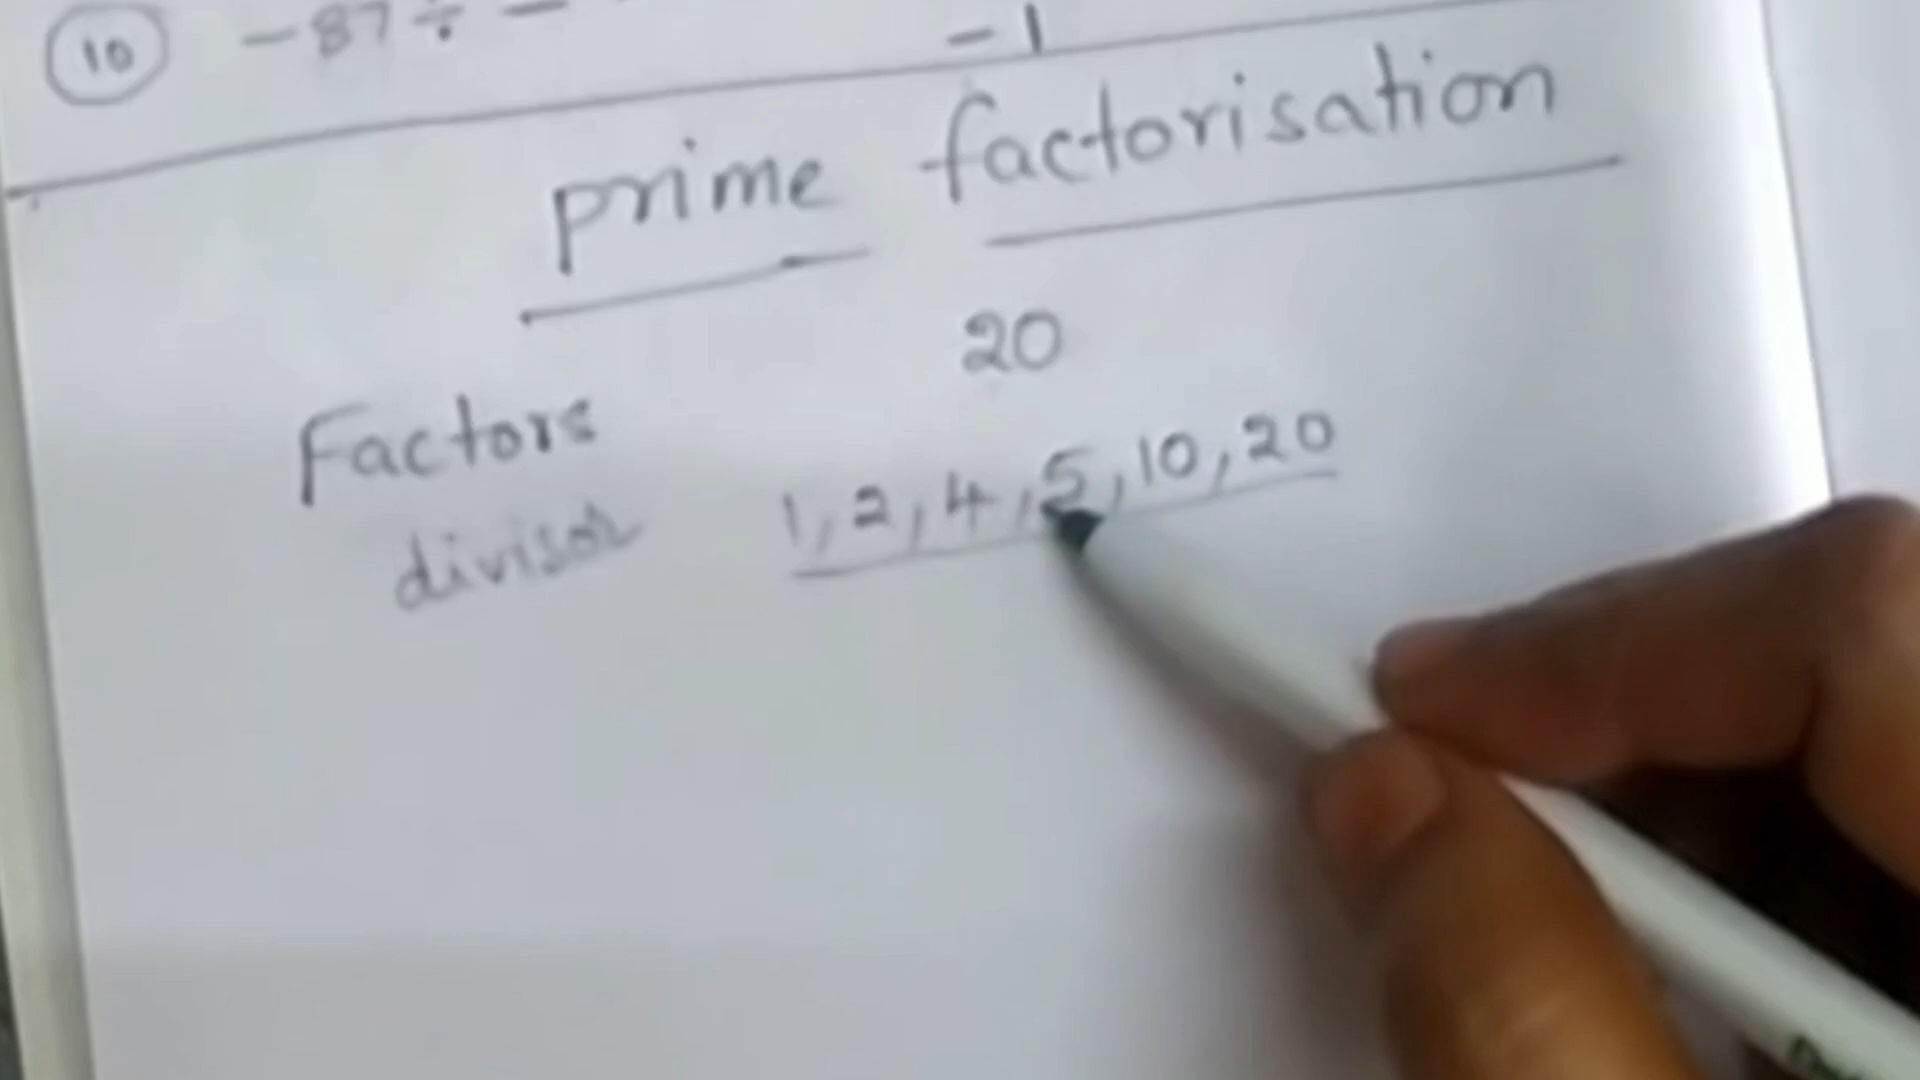 10 -87 ÷ -
-1
prime factorisation
20
Factors
1, 2, 4, 5, 10, 20
divisor